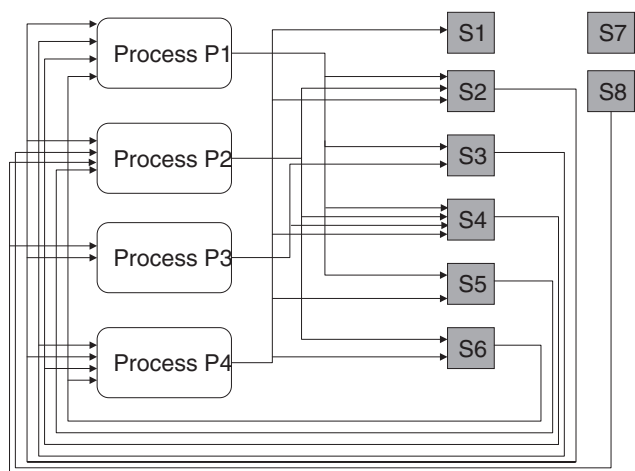 Process P1
Process P2
Process P3
Process P4
S1
S2
S3
S4
S5
S6
S7
S8